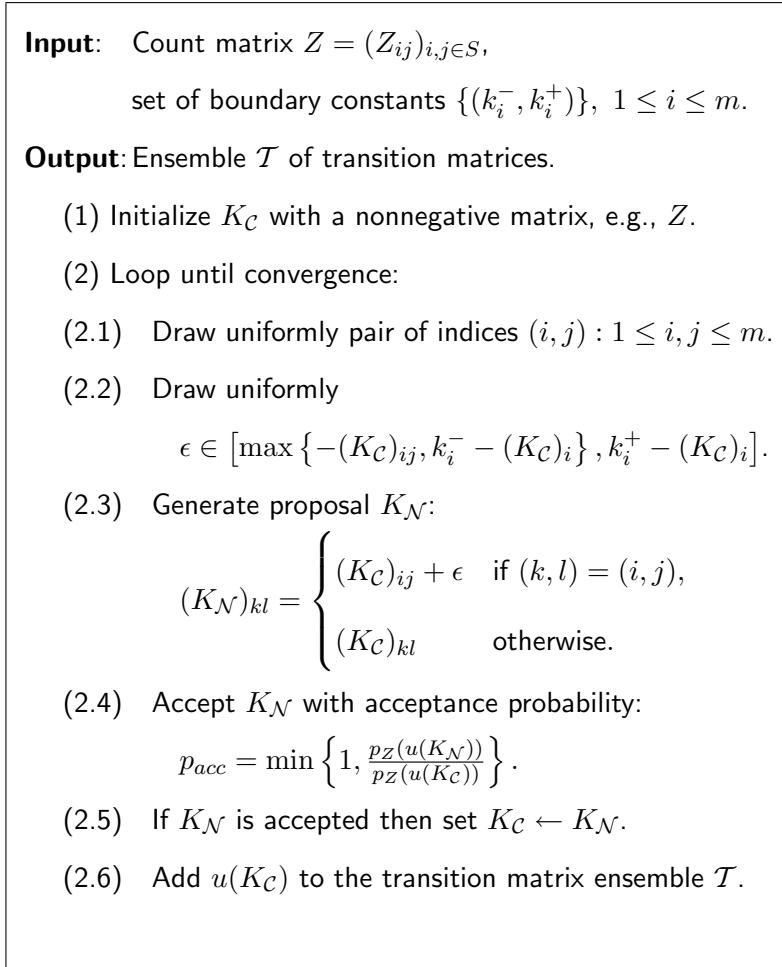 Input: Count matrix Z = (Z_{ij})_{i,j∈S},
set of boundary constants {(k_i^-, k_i^+)}, 1 ≤ i ≤ m.
Output: Ensemble 𝒯 of transition matrices.
(1) Initialize K_𝒞 with a nonnegative matrix, e.g., Z.
(2) Loop until convergence:
(2.1) Draw uniformly pair of indices (i, j) : 1 ≤ i, j ≤ m.
(2.2) Draw uniformly
ϵ ∈ [max {−(K_𝒞)_{ij}, k_i^- − (K_𝒞)_i} , k_i^+ − (K_𝒞)_i].
(2.3) Generate proposal K_𝒩:
(K_𝒩)_{kl} = { (K_𝒞)_{ij} + ϵ if (k, l) = (i, j),
(K_𝒞)_{kl} otherwise.
(2.4) Accept K_𝒩 with acceptance probability:
p_{acc} = min {1, \frac{p_Z(u(K_𝒩))}{p_Z(u(K_𝒞))}} .
(2.5) If K_𝒩 is accepted then set K_𝒞 ← K_𝒩.
(2.6) Add u(K_𝒞) to the transition matrix ensemble 𝒯.